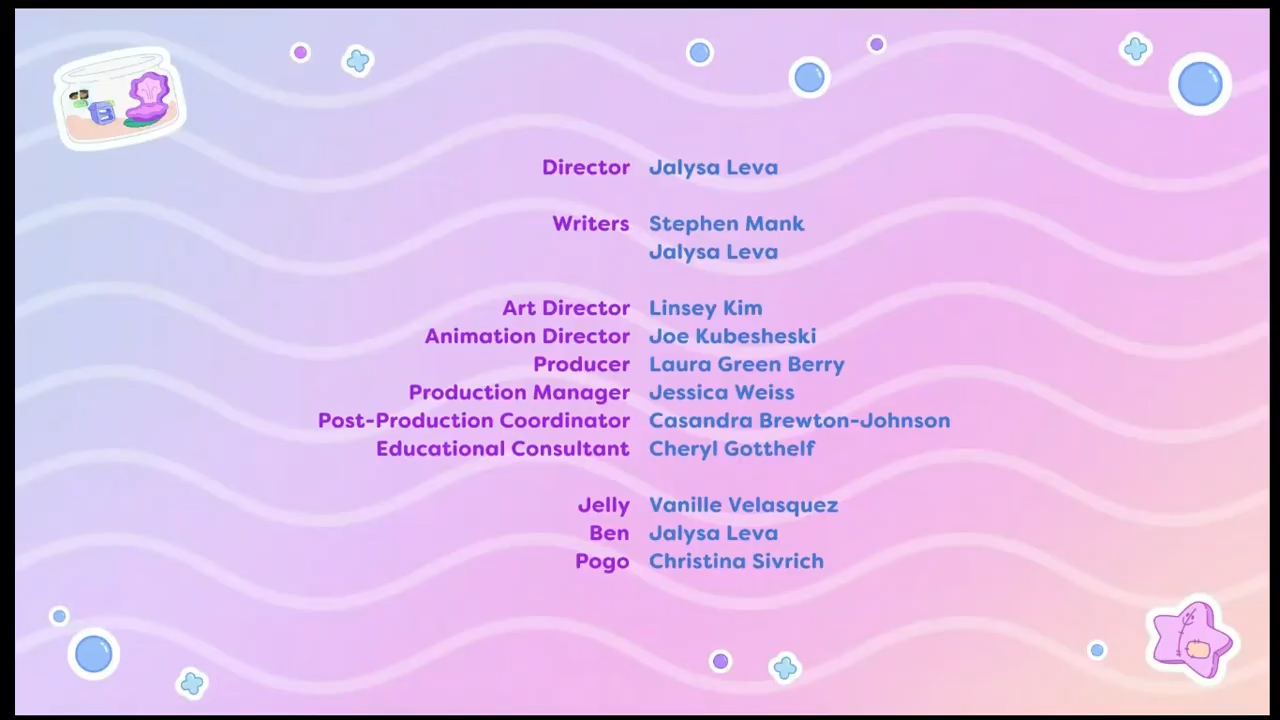 Director Jalysa Leva
Writers Stephen Mank
Jalysa Leva
Art Director Linsey Kim
Animation Director Joe Kubesheski
Producer Laura Green Berry
Production Manager Jessica Weiss
Post-Production Coordinator Casandra Brewton-Johnson
Educational Consultant Cheryl Gotthelf
Jelly Vanille Velasquez
Ben Jalysa Leva
Pogo Christina Sivrich